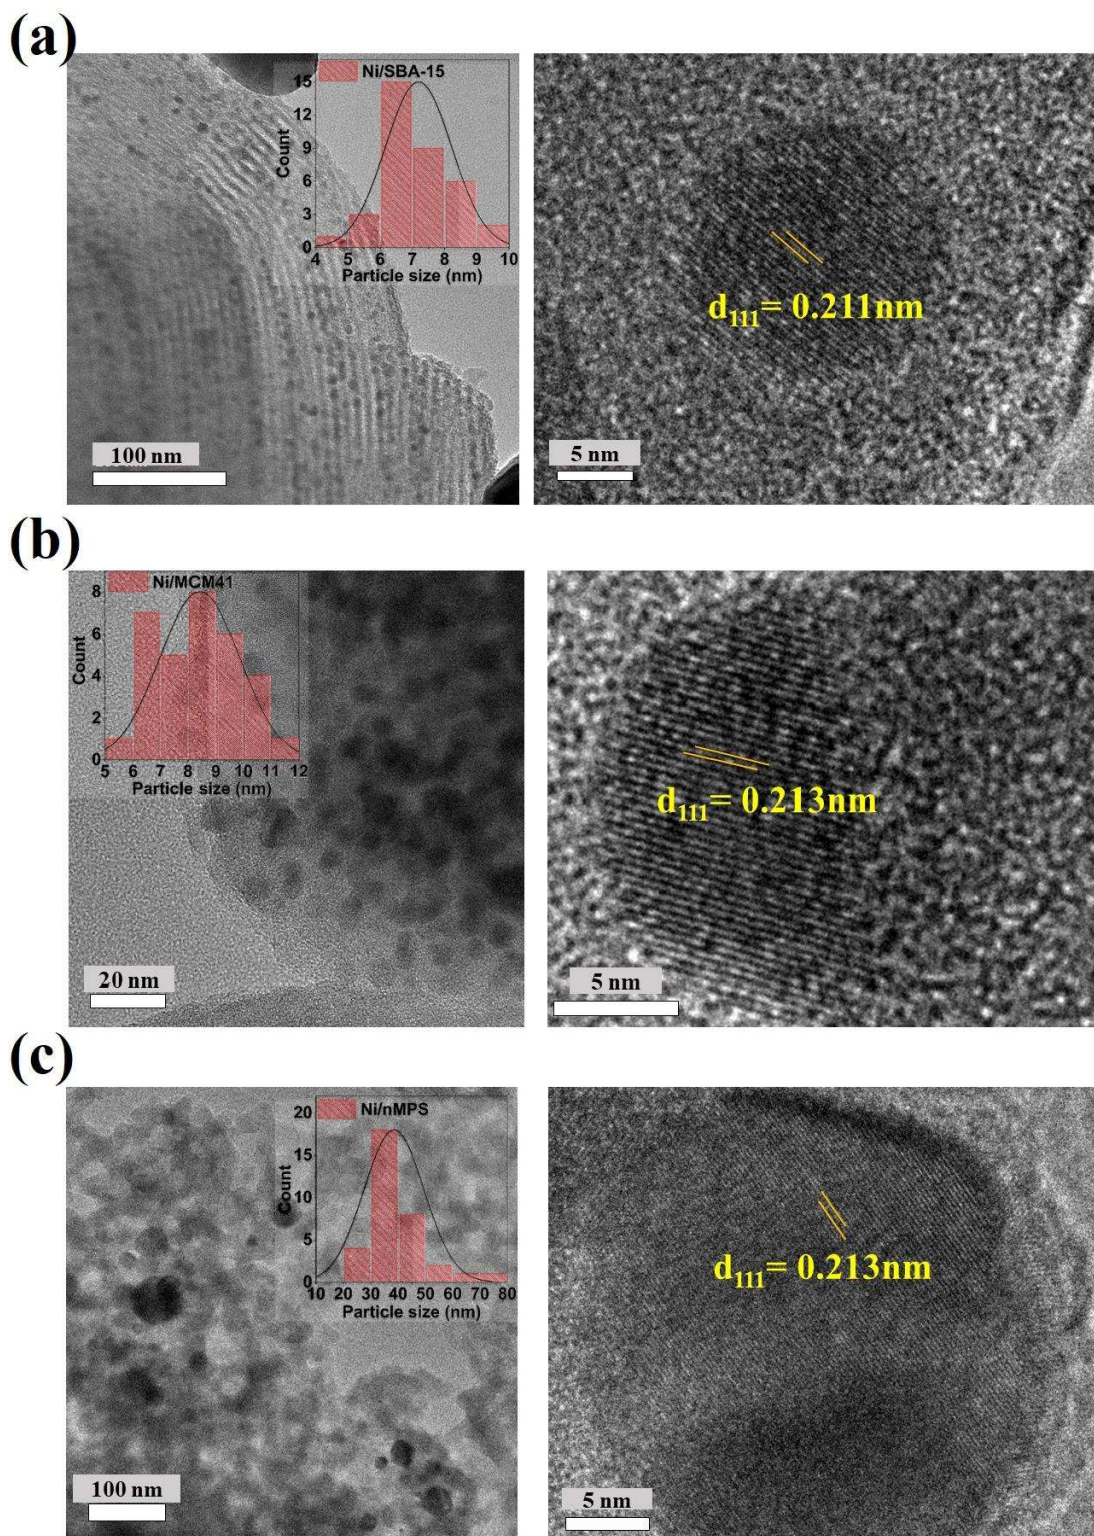 (a)
Ni/SBA-15
15
12
9
6
3
0
Count
4 5 6 7 8 9 10
Particle size (nm)
100 nm
d₁₁₁= 0.211nm
5 nm
(b)
Ni/MCM41
8
6
4
2
0
Count
5 6 7 8 9 10 11 12
Particle size (nm)
20 nm
d₁₁₁= 0.213nm
5 nm
(c)
Ni/nMPS
20
15
10
5
0
Count
10 20 30 40 50 60 70 80
Particle size (nm)
100 nm
d₁₁₁= 0.213nm
5 nm